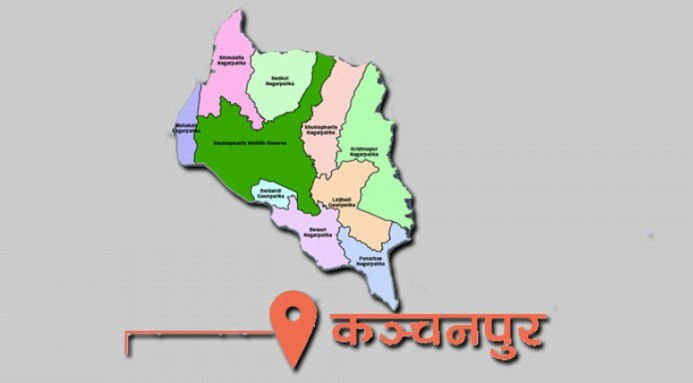 Bhimdatta
Nagarpalika
Bedkot
Nagarpalika
Mahakali
Nagarpalika
Shuklaphanta
Nagarpalika
Shuklaphanta Wildlife Reserve
Krishnapur
Nagarpalika
Beldandi
Gaunpalika
Laljhadi
Gaunpalika
Belauri
Nagarpalika
Punarbas
Nagarpalika
कञ्चनपुर